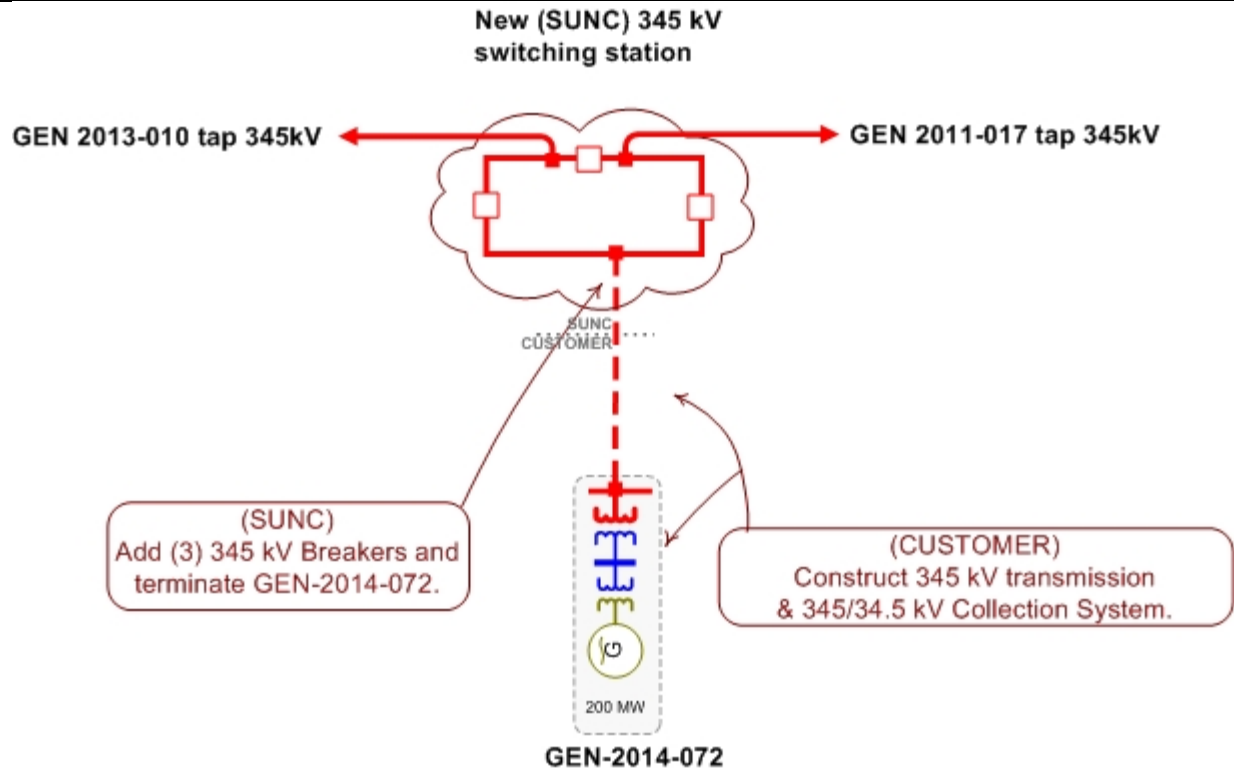 New (SUNC) 345 kV
switching station
GEN 2013-010 tap 345kV
GEN 2011-017 tap 345kV
SUNC
CUSTOMER
(SUNC)
Add (3) 345 kV Breakers and
terminate GEN-2014-072.
(CUSTOMER)
Construct 345 kV transmission
& 345/34.5 kV Collection System.
G
200 MW
GEN-2014-072